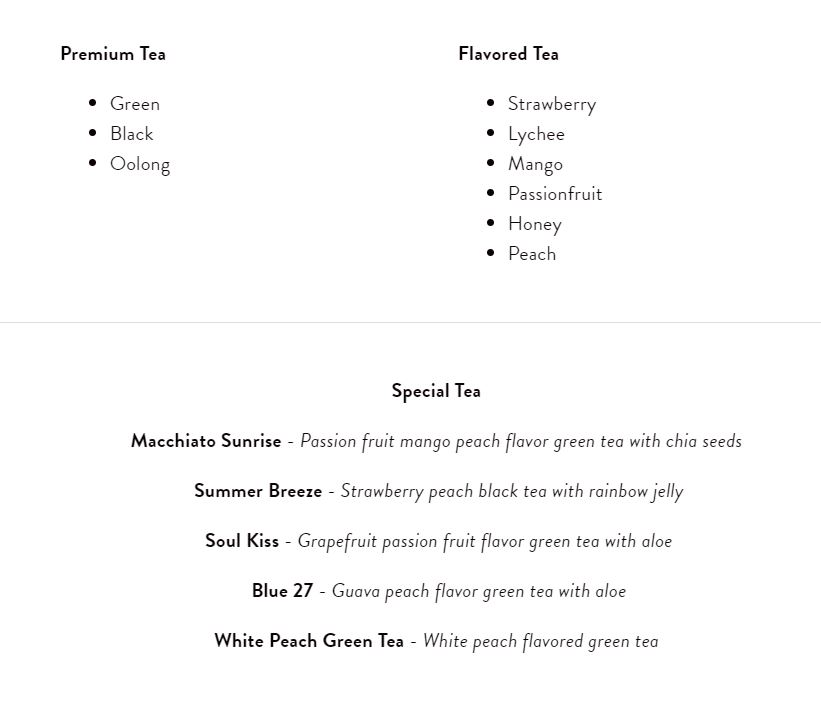 Premium Tea
Green
Black
Oolong
Flavored Tea
Strawberry
Lychee
Mango
Passionfruit
Honey
Peach
Special Tea
Macchiato Sunrise - Passion fruit mango peach flavor green tea with chia seeds
Summer Breeze - Strawberry peach black tea with rainbow jelly
Soul Kiss - Grapefruit passion fruit flavor green tea with aloe
Blue 27 - Guava peach flavor green tea with aloe
White Peach Green Tea - White peach flavored green tea